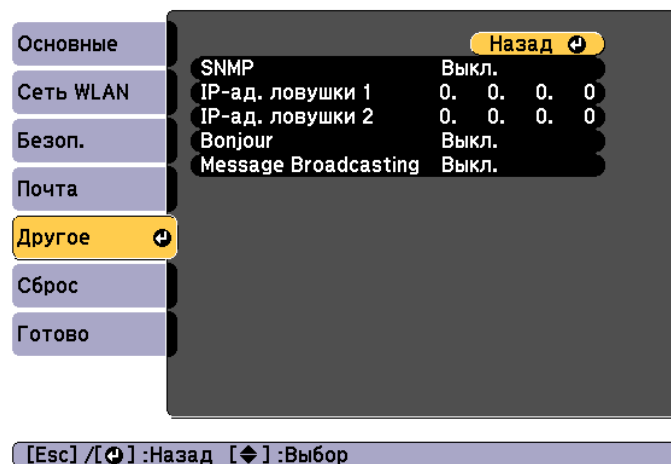 Основные
Сеть WLAN
Безоп.
Почта
Другое
Сброс
Готово
Назад
SNMP Выкл.
IP-ад. ловушки 1 0. 0. 0. 0
IP-ад. ловушки 2 0. 0. 0. 0
Bonjour Выкл.
Message Broadcasting Выкл.
[Esc] /[⏎] :Назад [◆] :Выбор